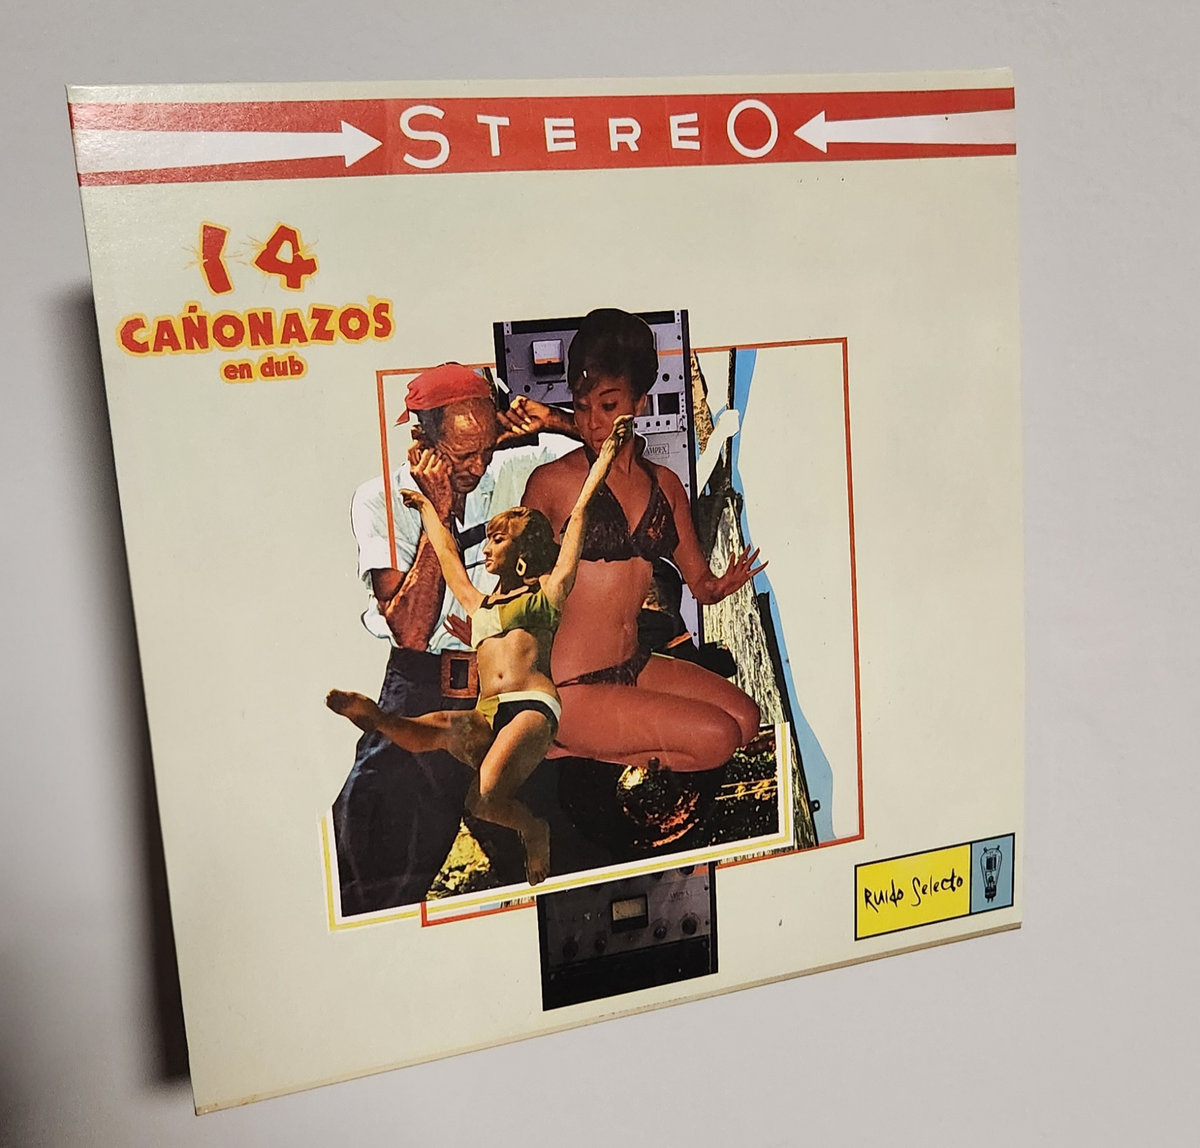 STEREO
14
CAÑONAZOS
en dub
AMPEX
Ruido Selecto